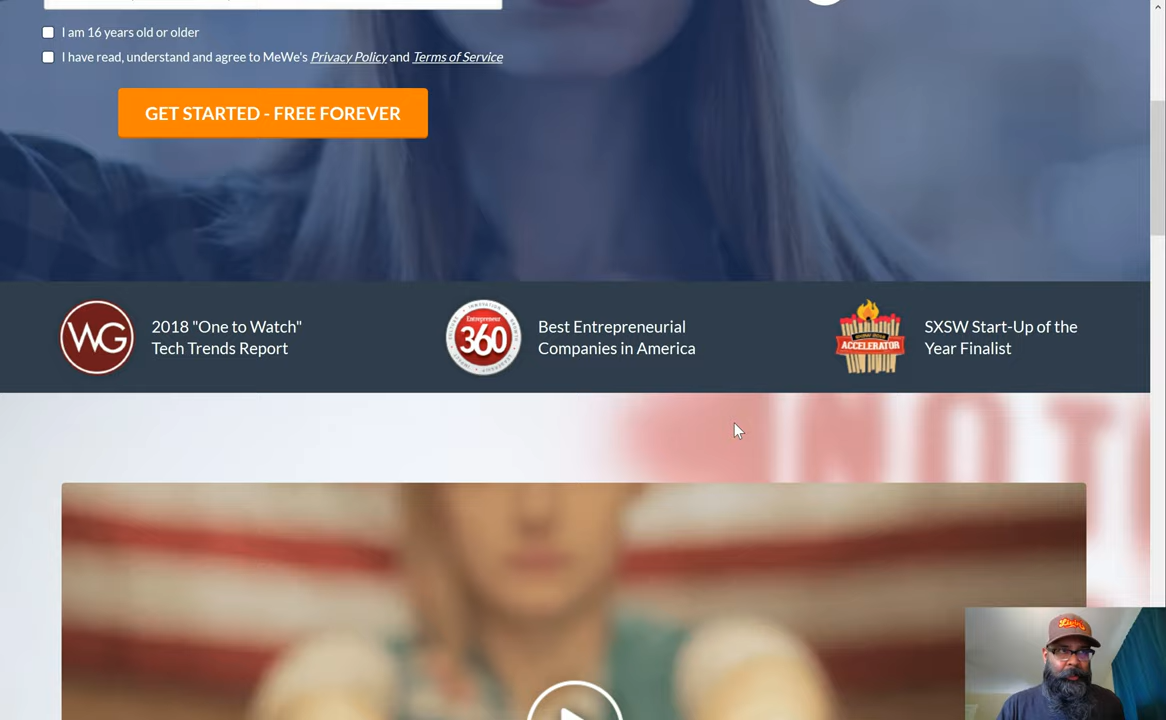 I am 16 years old or older
I have read, understand and agree to MeWe's Privacy Policy and Terms of Service
GET STARTED - FREE FOREVER
WG
2018 "One to Watch"
Tech Trends Report
Entrepreneur
360
Best Entrepreneurial
Companies in America
ACCELERATOR
SXSW Start-Up of the
Year Finalist
NOT